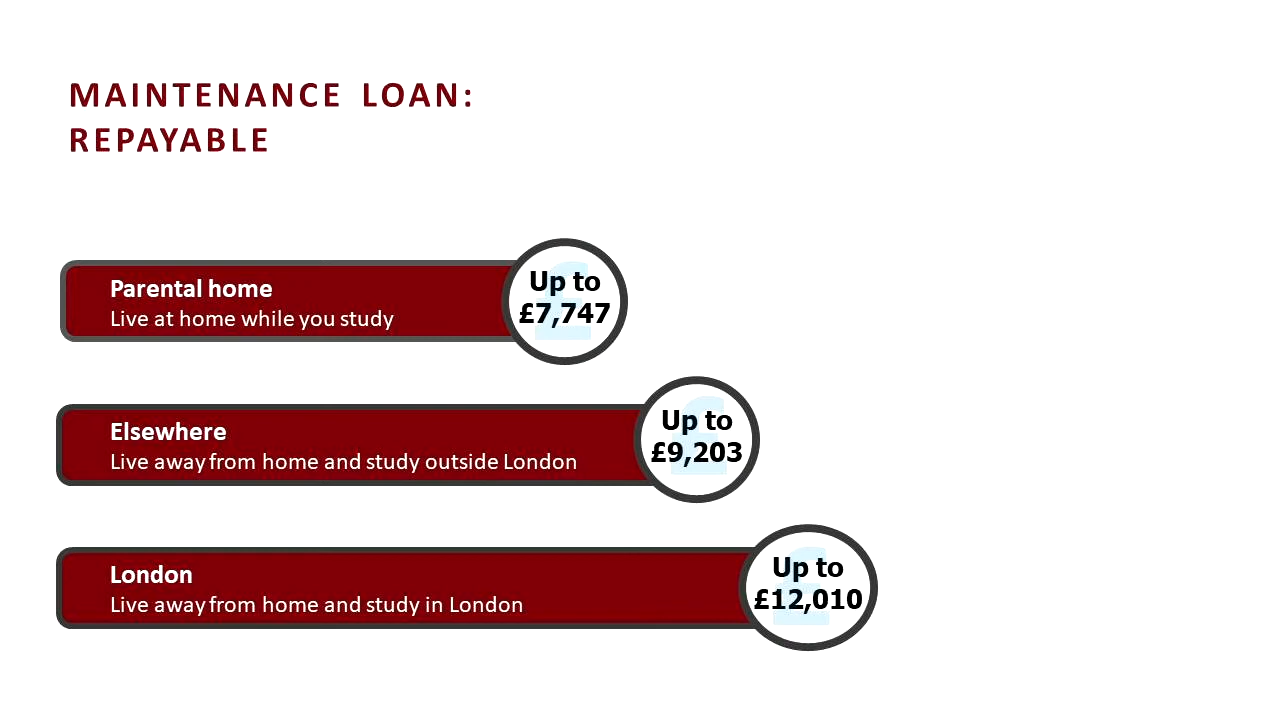 MAINTENANCE LOAN:
REPAYABLE
Parental home
Live at home while you study
Up to
£7,747
Elsewhere
Live away from home and study outside London
Up to
£9,203
London
Live away from home and study in London
Up to
£12,010